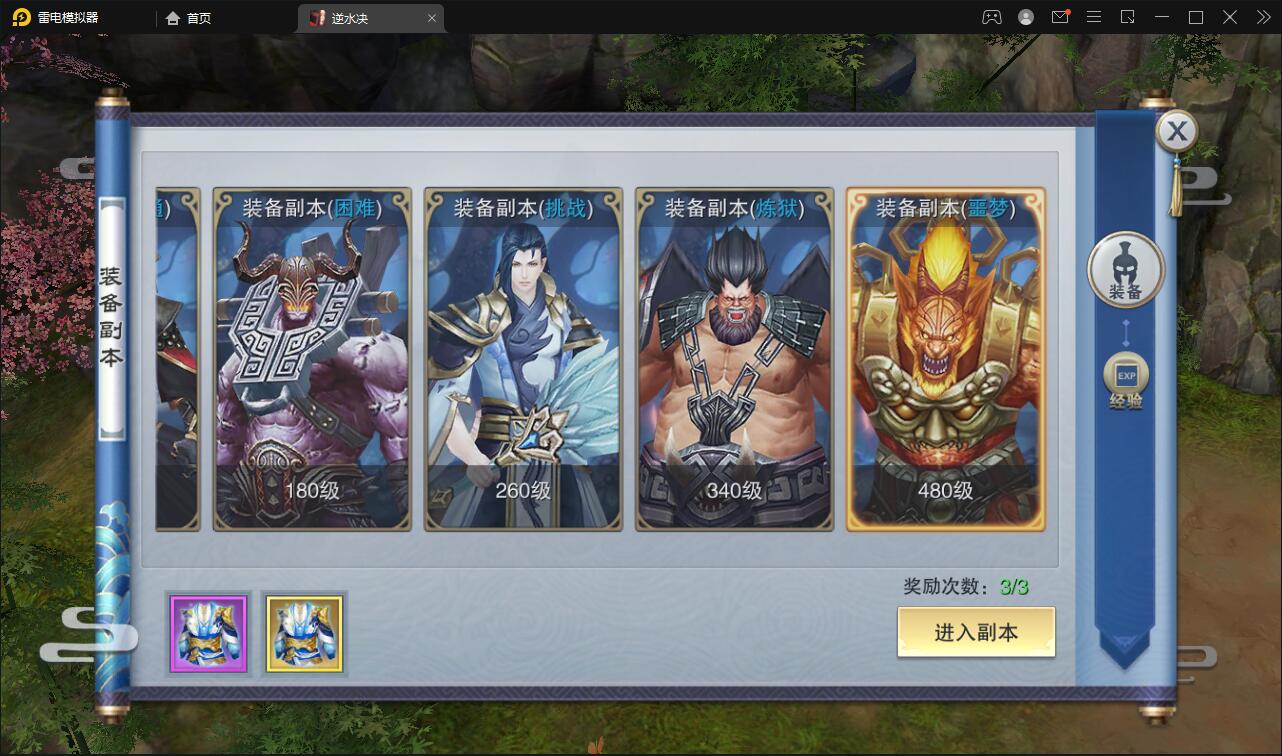 雷电模拟器
首页
逆水决
装备副本
通)
装备副本(困难)
装备副本(挑战)
装备副本(炼狱)
装备副本(噩梦)
180级
260级
340级
480级
X
装备
EXP
经验
奖励次数：3/3
进入副本